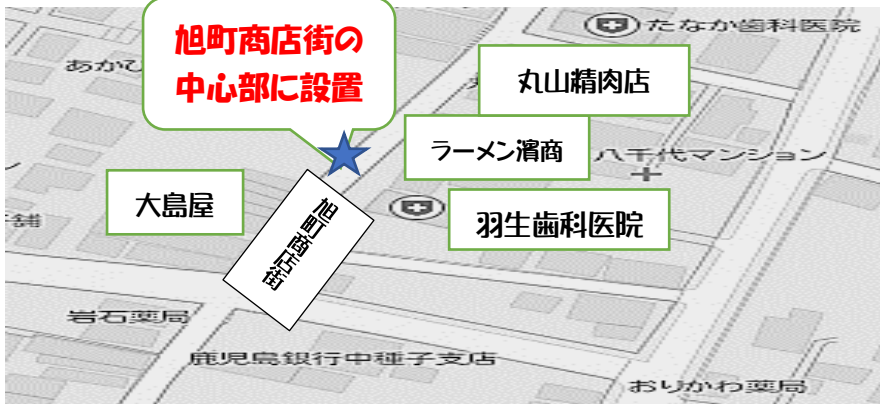 旭町商店街の
中心部に設置
たなか歯科医院
あかひ
丸山精肉店
ラーメン濱商
八千代マンション
大島屋
羽生歯科医院
旭町商店街
舗
岩石薬局
鹿児島銀行中種子支店
おりかわ薬局